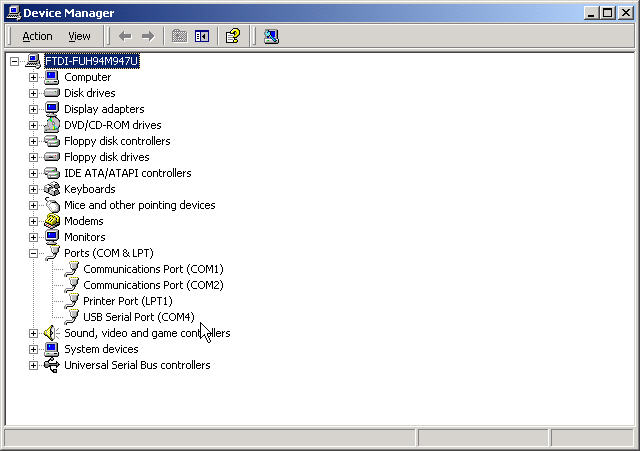 Device Manager
Action View
FTDI-FUH94M947U
Computer
Disk drives
Display adapters
DVD/CD-ROM drives
Floppy disk controllers
Floppy disk drives
IDE ATA/ATAPI controllers
Keyboards
Mice and other pointing devices
Modems
Monitors
Ports (COM & LPT)
Communications Port (COM1)
Communications Port (COM2)
Printer Port (LPT1)
USB Serial Port (COM4)
Sound, video and game controllers
System devices
Universal Serial Bus controllers